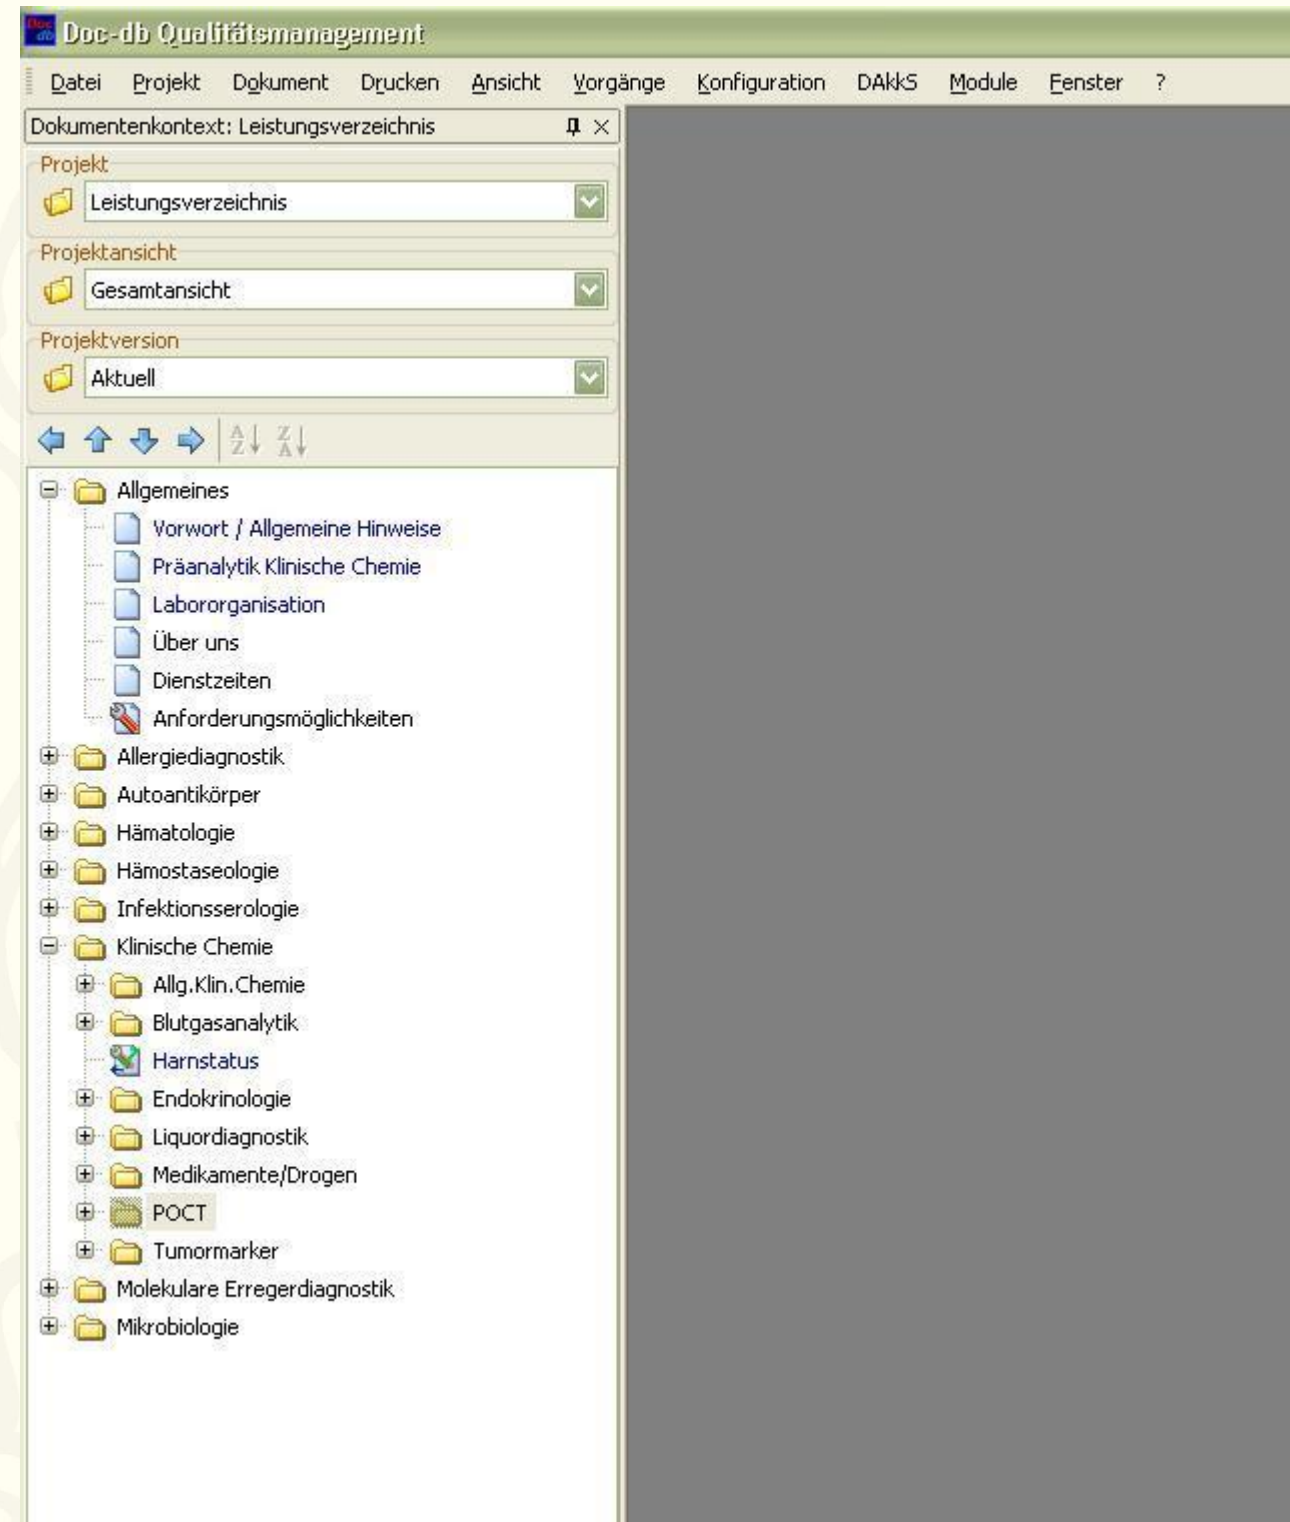 Doc-db Qualitätsmanagement
Datei Projekt Dokument Drucken Ansicht Vorgänge Konfiguration DAkkS Module Fenster ?
Dokumentenkontext: Leistungsverzeichnis
Projekt
Leistungsverzeichnis
Projektansicht
Gesamtansicht
Projektversion
Aktuell
Allgemeines
Vorwort / Allgemeine Hinweise
Präanalytik Klinische Chemie
Labororganisation
Über uns
Dienstzeiten
Anforderungsmöglichkeiten
Allergiediagnostik
Autoantikörper
Hämatologie
Hämostaseologie
Infektionsserologie
Klinische Chemie
Allg.Klin.Chemie
Blutgasanalytik
Harnstatus
Endokrinologie
Liquordiagnostik
Medikamente/Drogen
POCT
Tumormarker
Molekulare Erregerdiagnostik
Mikrobiologie